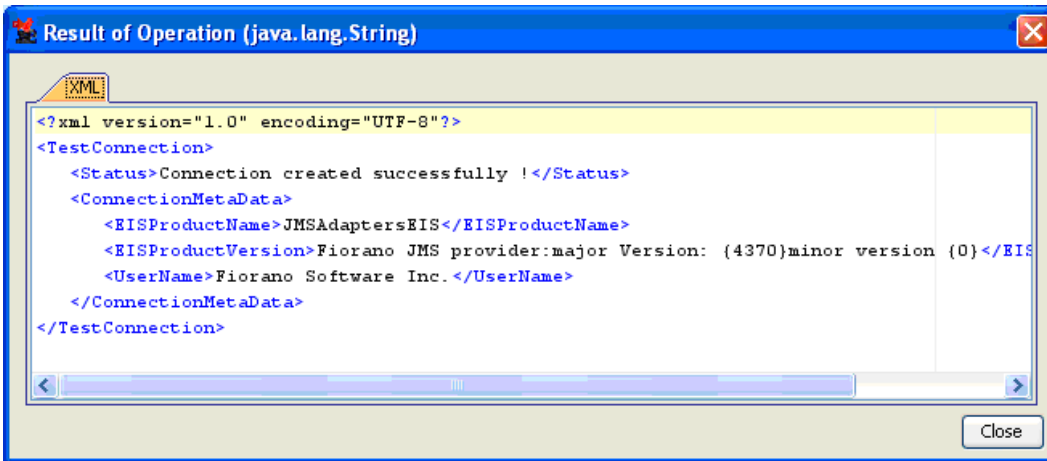 Result of Operation (java.lang.String)
XML
<?xml version="1.0" encoding="UTF-8"?>
<TestConnection>
<Status>Connection created successfully !</Status>
<ConnectionMetaData>
<EISProductName>JMSAdaptersEIS</EISProductName>
<EISProductVersion>Fiorano JMS provider:major Version: {4370}minor version {0}</EIS
<UserName>Fiorano Software Inc.</UserName>
</ConnectionMetaData>
</TestConnection>
Close